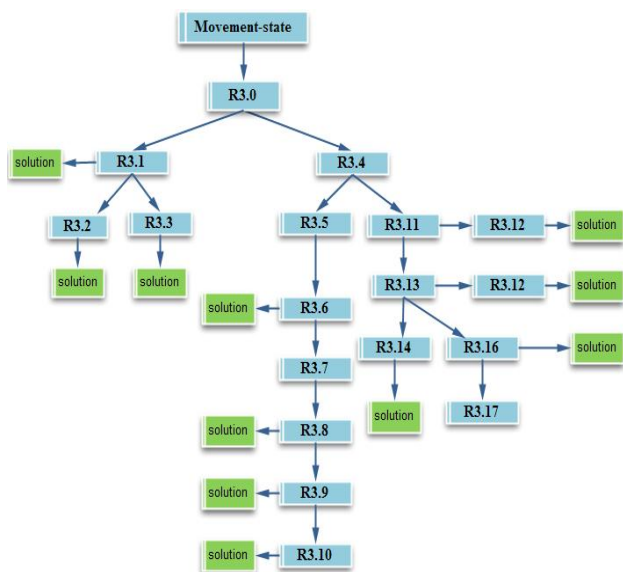 Movement-state
R3.0
solution
R3.1
R3.4
R3.2
R3.3
R3.5
R3.11
R3.12
solution
solution
solution
R3.13
R3.12
solution
solution
R3.6
R3.14
R3.16
solution
R3.7
R3.17
solution
solution
R3.8
solution
R3.9
solution
R3.10